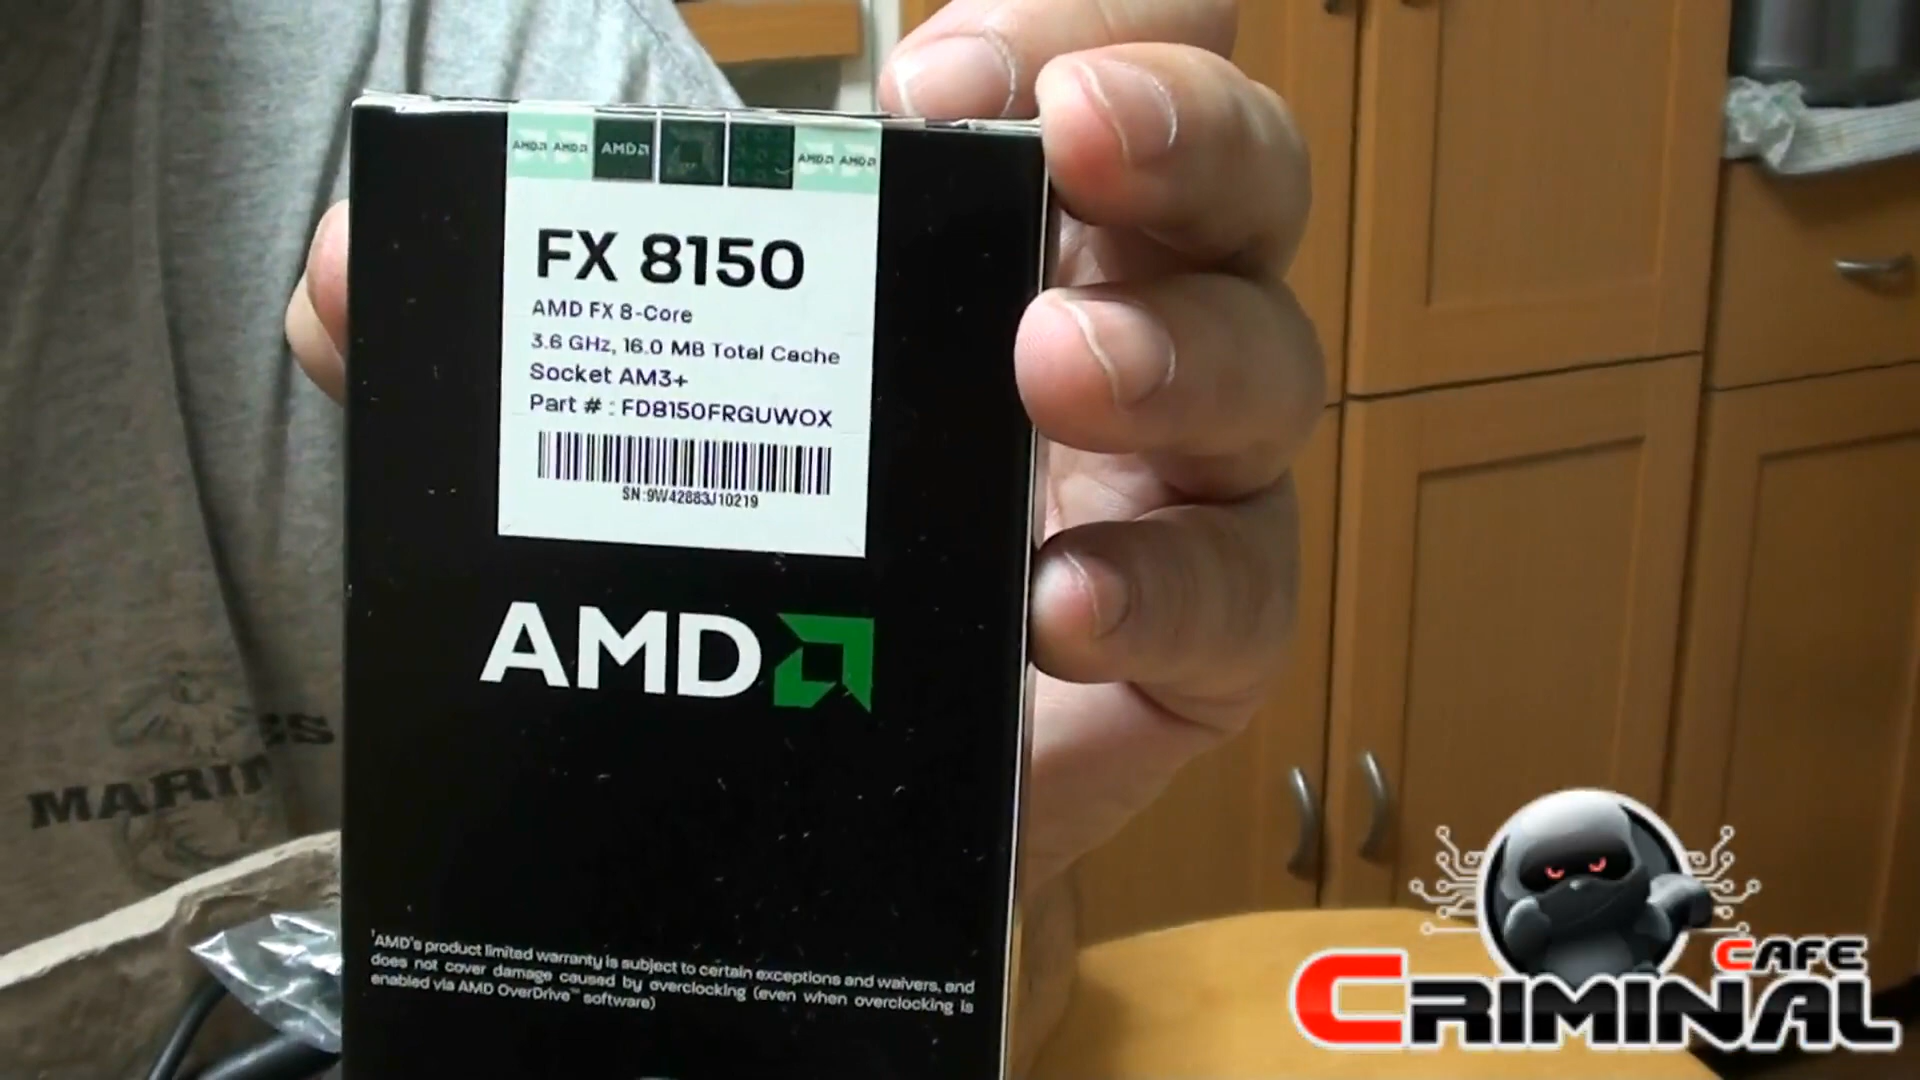 AMD AMD AMD AMD AMD
FX 8150
AMD FX 8-Core
3.6 GHz, 16.0 MB Total Cache
Socket AM3+
Part # : FD8150FRGUWOX
SN:9W42883J10219
AMD
¹AMD's product limited warranty is subject to certain exceptions and waivers, and
does not cover damage caused by overclocking (even when overclocking is
enabled via AMD OverDrive™ software)
CAFE
CRIMINAL